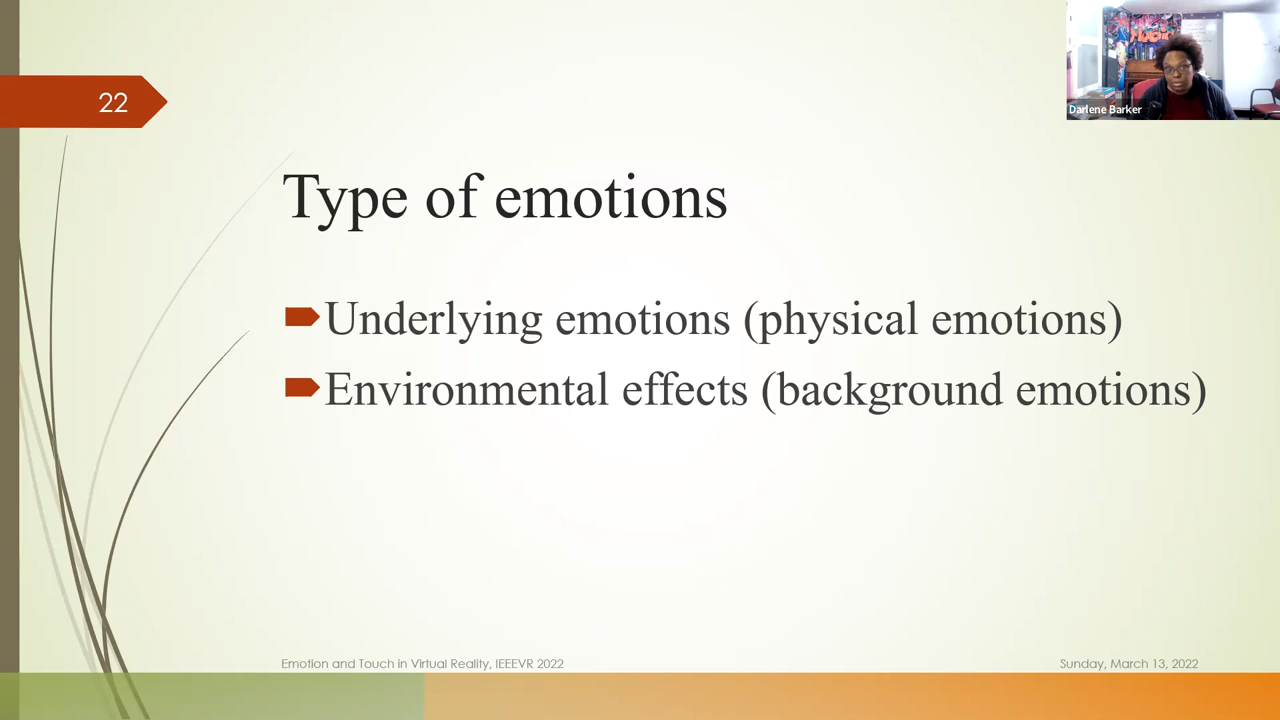 22
Darlene Barker
Type of emotions
Underlying emotions (physical emotions)
Environmental effects (background emotions)
Emotion and Touch in Virtual Reality, IEEEVR 2022
Sunday, March 13, 2022